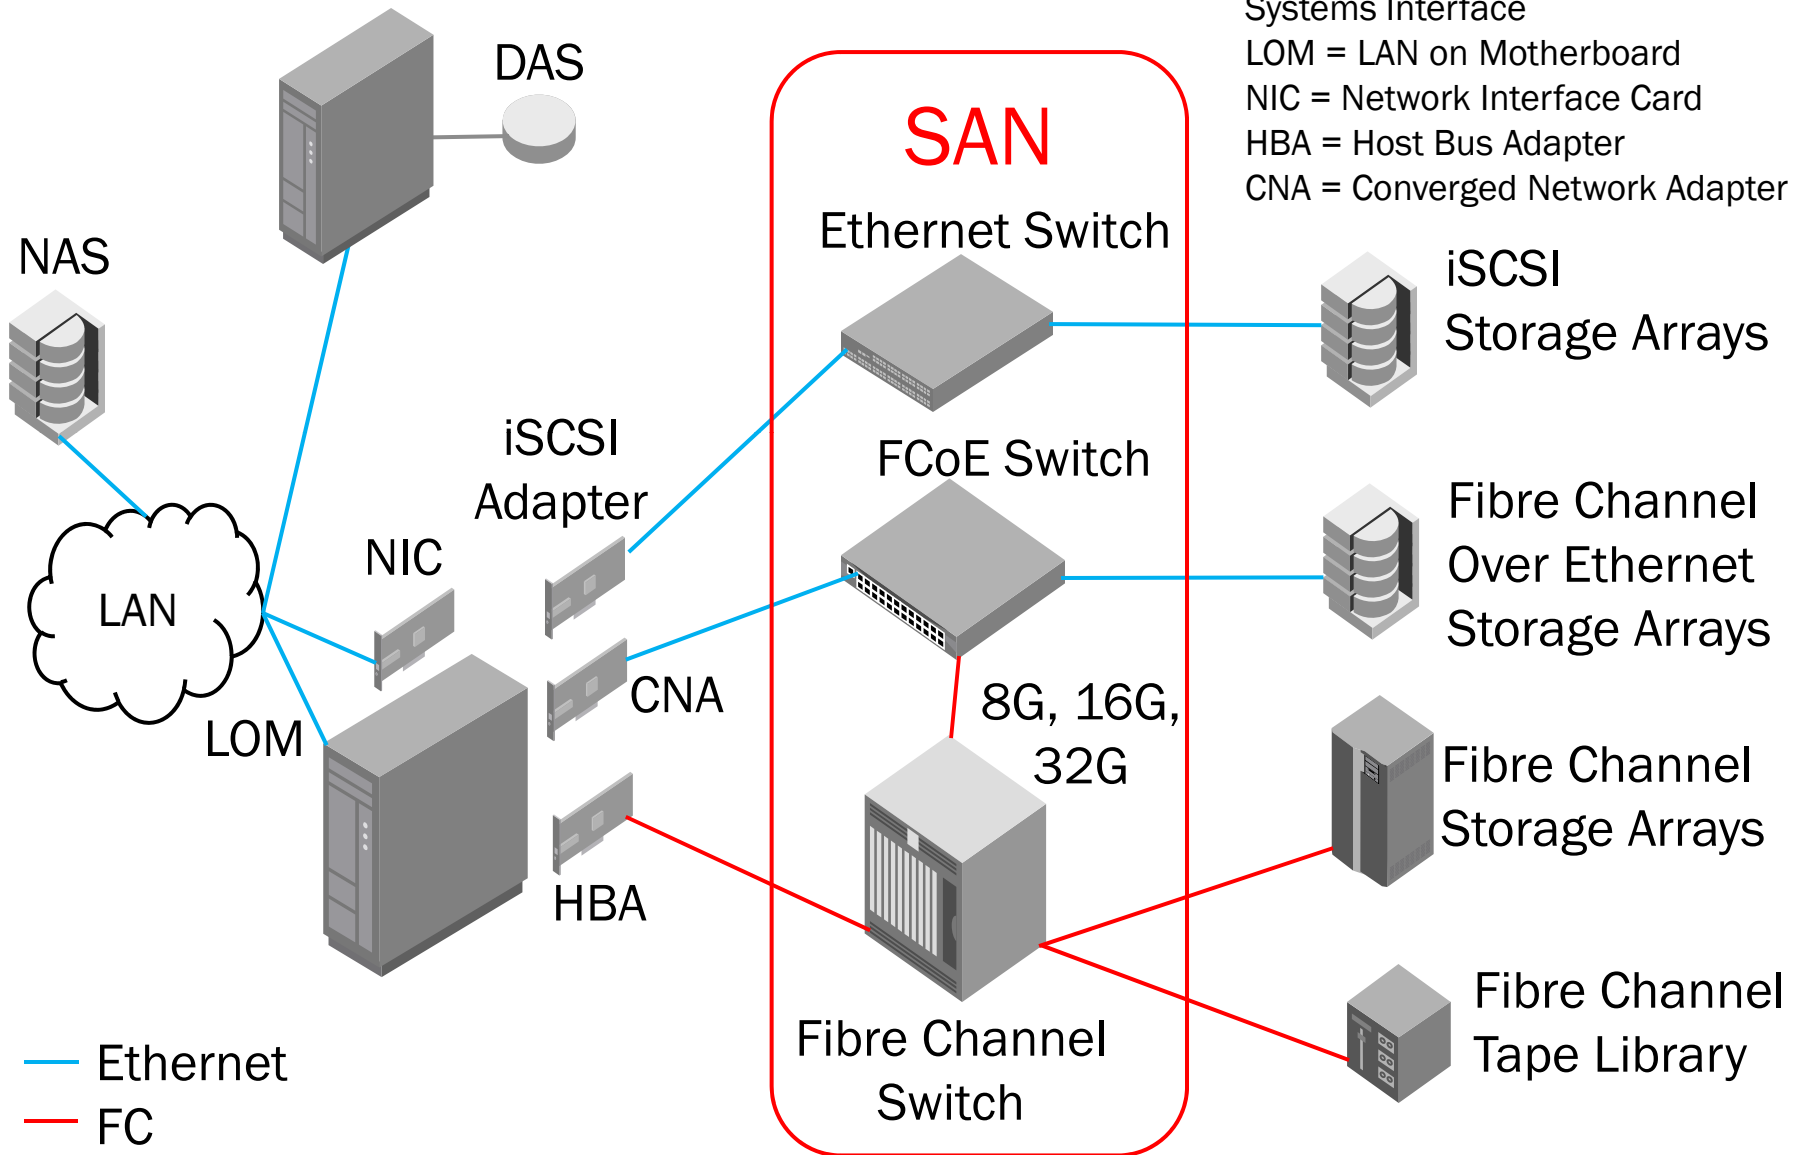 Systems Interface
LOM = LAN on Motherboard
NIC = Network Interface Card
HBA = Host Bus Adapter
CNA = Converged Network Adapter
DAS
SAN
NAS
Ethernet Switch
iSCSI
Storage Arrays
iSCSI
Adapter
FCoE Switch
Fibre Channel
Over Ethernet
Storage Arrays
NIC
LAN
CNA
LOM
8G, 16G,
32G
Fibre Channel
Storage Arrays
HBA
Fibre Channel
Switch
Fibre Channel
Tape Library
Ethernet
FC